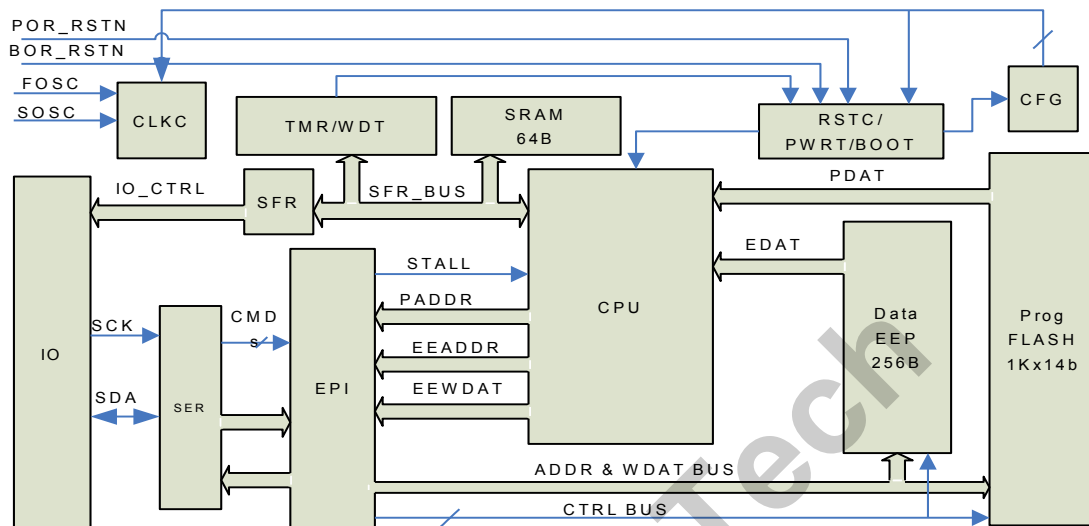 POR_RSTN
BOR_RSTN
FOSC
SOSC
CLKC
TMR/WDT
SRAM
64B
RSTC/
PWRT/BOOT
CFG
IO_CTRL
SFR
SFR_BUS
PDAT
EDAT
STALL
PADDR
EEADDR
EEWDAT
CPU
Data
EEP
256B
Prog
FLASH
1Kx14b
IO
SCK
SDA
SER
CMD
s
EPI
ADDR & WDAT BUS
CTRL BUS
Tech